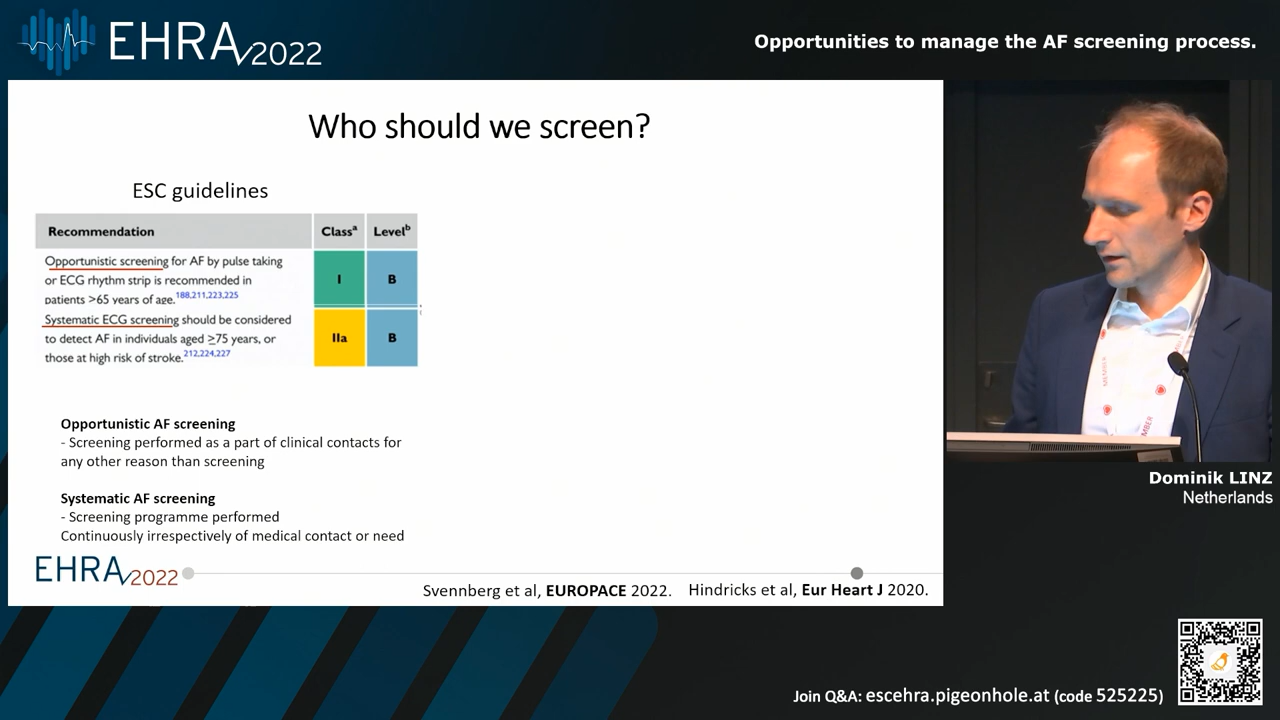 EHRA 2022
Opportunities to manage the AF screening process.
Who should we screen?
ESC guidelines
Recommendation Classᵃ Levelᵇ
Opportunistic screening for AF by pulse taking
or ECG rhythm strip is recommended in
patients >65 years of age.188,211,223,225
I B
Systematic ECG screening should be considered
to detect AF in individuals aged ≥75 years, or
those at high risk of stroke.212,224,227
IIa B
Opportunistic AF screening
- Screening performed as a part of clinical contacts for
any other reason than screening
Systematic AF screening
- Screening programme performed
Continuously irrespectively of medical contact or need
EHRA 2022
Svennberg et al, EUROPACE 2022. Hindricks et al, Eur Heart J 2020.
MEMBER
Dominik LINZ
Netherlands
Join Q&A: escehra.pigeonhole.at (code 525225)